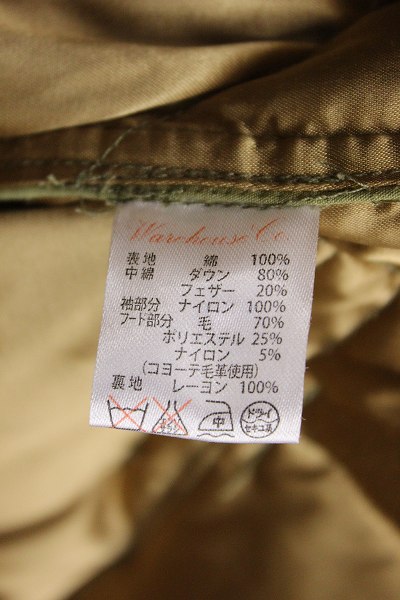 Warehouse Co.
表地 綿 100%
中綿 ダウン 80%
フェザー 20%
袖部分 ナイロン 100%
フード部分 毛 70%
ポリエステル 25%
ナイロン 5%
(コヨーテ毛革使用)
裏地 レーヨン 100%
中 ドライ セキユ系